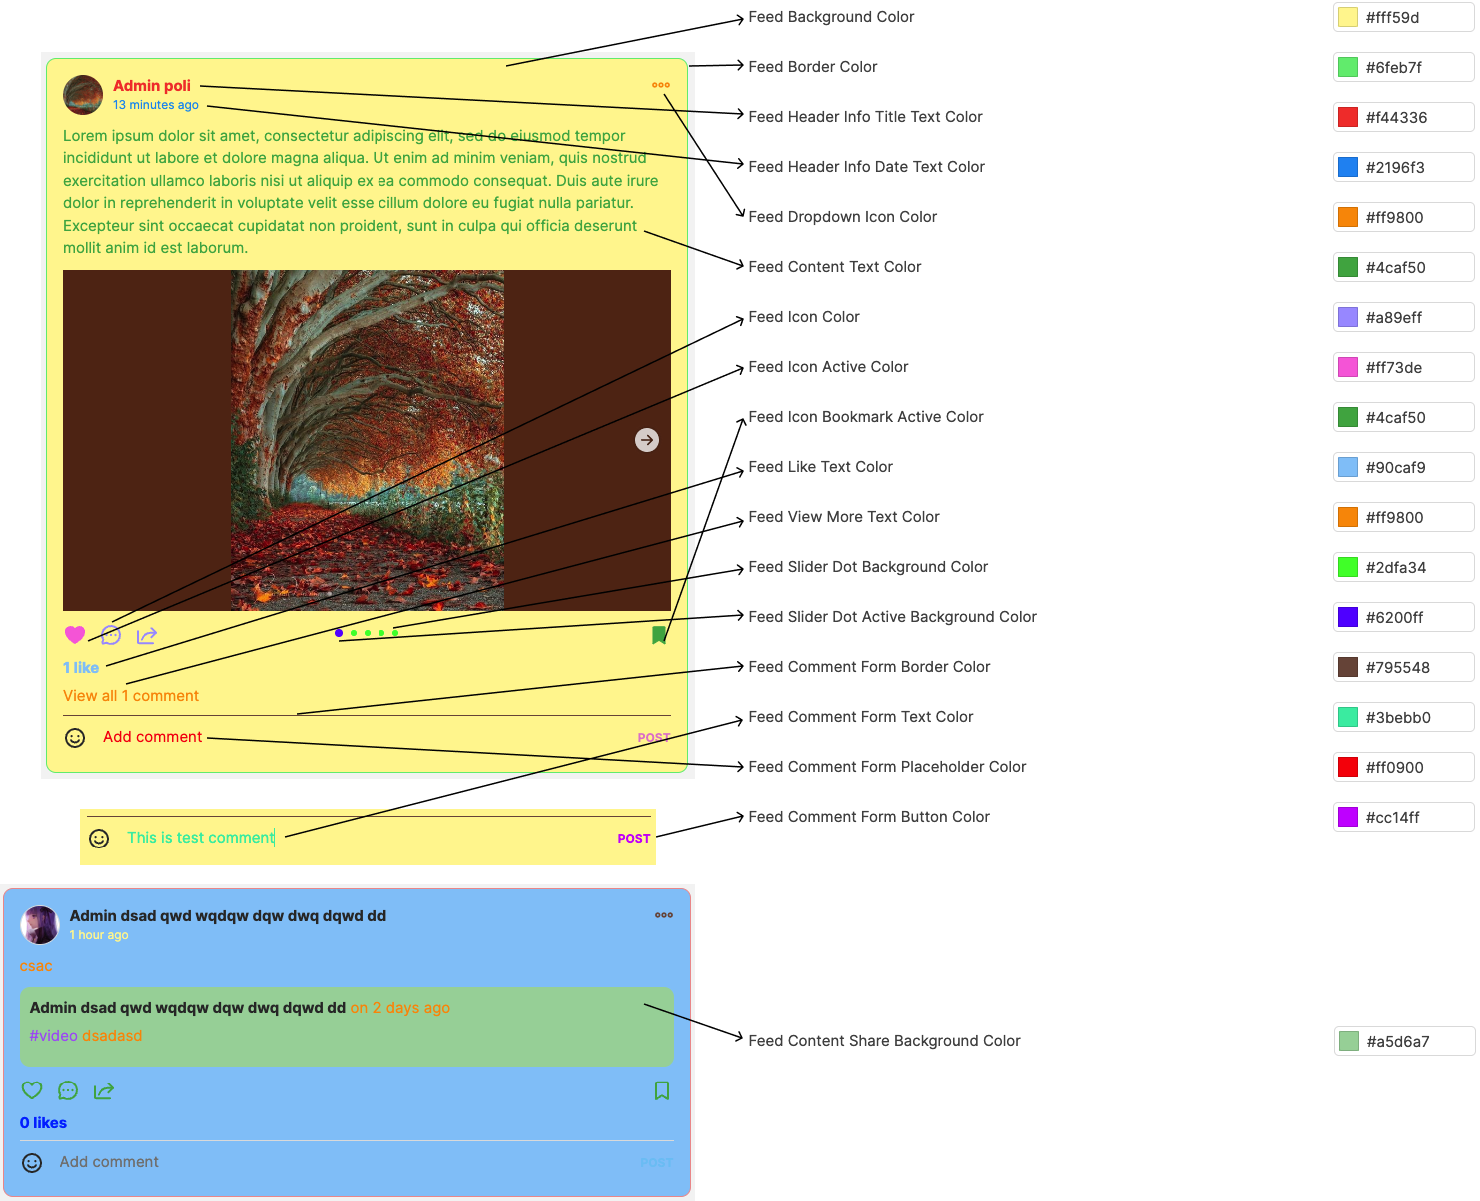 Feed Background Color #fff59d
Feed Border Color #6feb7f
Admin poli
13 minutes ago
Feed Header Info Title Text Color #f44336
Lorem ipsum dolor sit amet, consectetur adipiscing elit, sed do eiusmod tempor
incididunt ut labore et dolore magna aliqua. Ut enim ad minim veniam, quis nostrud
exercitation ullamco laboris nisi ut aliquip ex ea commodo consequat. Duis aute irure
dolor in reprehenderit in voluptate velit esse cillum dolore eu fugiat nulla pariatur.
Excepteur sint occaecat cupidatat non proident, sunt in culpa qui officia deserunt
mollit anim id est laborum.
Feed Header Info Date Text Color #2196f3
Feed Dropdown Icon Color #ff9800
Feed Content Text Color #4caf50
Feed Icon Color #a89eff
Feed Icon Active Color #ff73de
Feed Icon Bookmark Active Color #4caf50
Feed Like Text Color #90caf9
Feed View More Text Color #ff9800
Feed Slider Dot Background Color #2dfa34
Feed Slider Dot Active Background Color #6200ff
1 like
Feed Comment Form Border Color #795548
View all 1 comment
Feed Comment Form Text Color #3bebb0
Add comment
POST
Feed Comment Form Placeholder Color #ff0900
Feed Comment Form Button Color #cc14ff
This is test comment
POST
Admin dsad qwd wqdqw dqw dwq dqwd dd
1 hour ago
csac
Admin dsad qwd wqdqw dqw dwq dqwd dd on 2 days ago
#video dsadasd
Feed Content Share Background Color #a5d6a7
0 likes
Add comment
POST